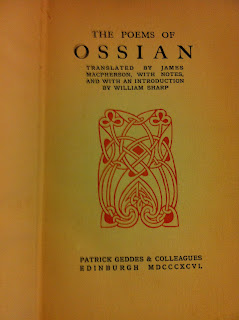 THE POEMS OF
OSSIAN
TRANSLATED BY JAMES
MACPHERSON, WITH NOTES,
AND WITH AN INTRODUCTION
BY WILLIAM SHARP
PATRICK GEDDES & COLLEAGUES
EDINBURGH MDCCCXCVI.